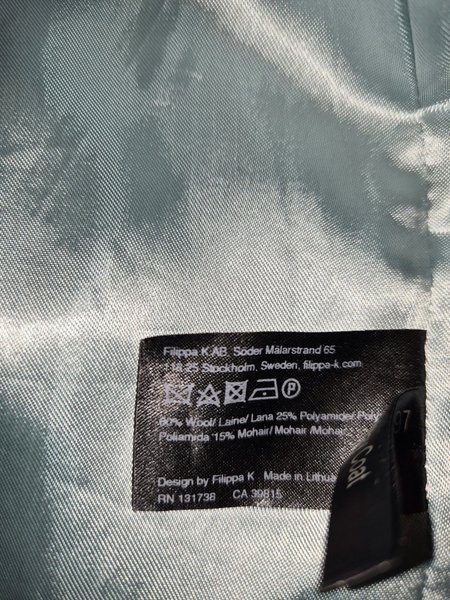 Filippa K AB, Söder Mälarstrand 65
118 25 Stockholm, Sweden, filippa-k.com
60% Wool/ Laine/ Lana 25% Polyamide/ Poly
Poliamida 15% Mohair/ Mohair /Mohair
Design by Filippa K Made in Lithua
RN 131738 CA 39815
P
97